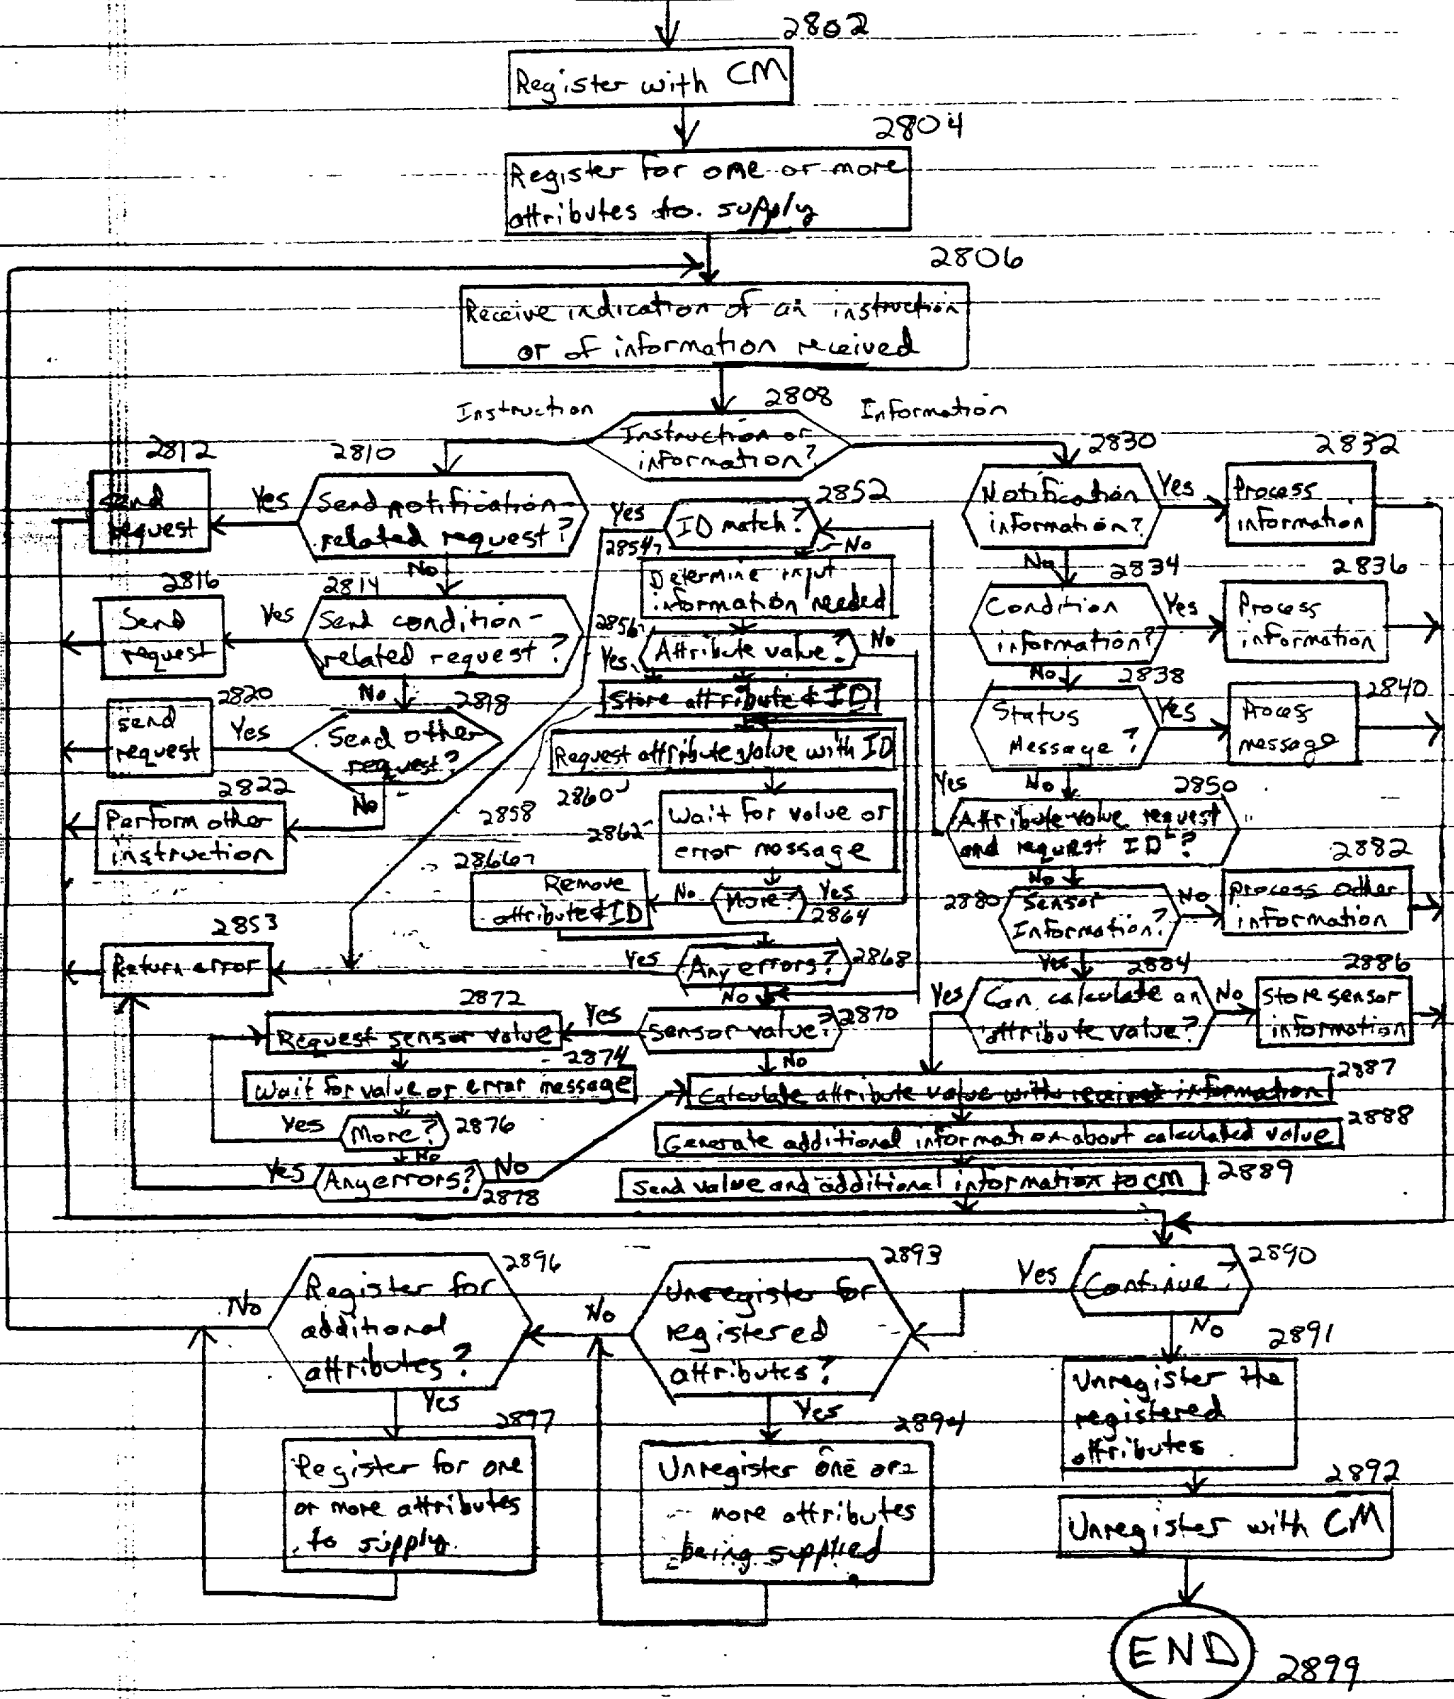 2802
Register with CM
2804
Register for one or more
attributes to supply
2806
Receive indication of an instruction
or of information received
2808
Instruction
Information
Instruction or
information?
2812
2810
2830
2832
Send
request
Yes
Send notification-
related request?
No
Yes
ID match?
2852
No
Notification
information?
Yes
Process
information
No
2854
Determine input
information needed
2816
2814
2834
2836
Send
request
Yes
Send condition-
related request?
No
2856
Attribute value?
No
Yes
Condition
information?
Yes
Process
information
No
2838
Store attribute & ID
2820
2818
2840
Send
request
Yes
Send other
request?
No
Request attribute value with ID
2860
2858
Status
Message?
Yes
Process
message
No
2822
Perform other
instruction
2862
Wait for value or
error message
Yes
2850
Attribute value request
and request ID?
No
2866
Remove
attribute & ID
No
More?
Yes
2864
2880
Sensor
Information?
No
2882
Process other
information
Yes
2853
Return error
Yes
Any errors?
2868
No
Yes
2884
Can calculate an
attribute value?
No
2886
Store sensor
information
2872
Request sensor value
Yes
Sensor value?
2870
No
2874
Wait for value or error message
2887
Calculate attribute value with received information
Yes
More?
2876
No
2888
Generate additional information about calculated value
Yes
Any errors?
No
2878
Send value and additional information to CM
2889
2896
2893
2890
No
Register for
additional
attributes?
Yes
No
Unregister for
registered
attributes?
Yes
Yes
Continue?
No
2891
Unregister the
registered
attributes
2897
Register for one
or more attributes
to supply
2894
Unregister one or
more attributes
being supplied
2892
Unregister with CM
END
2899